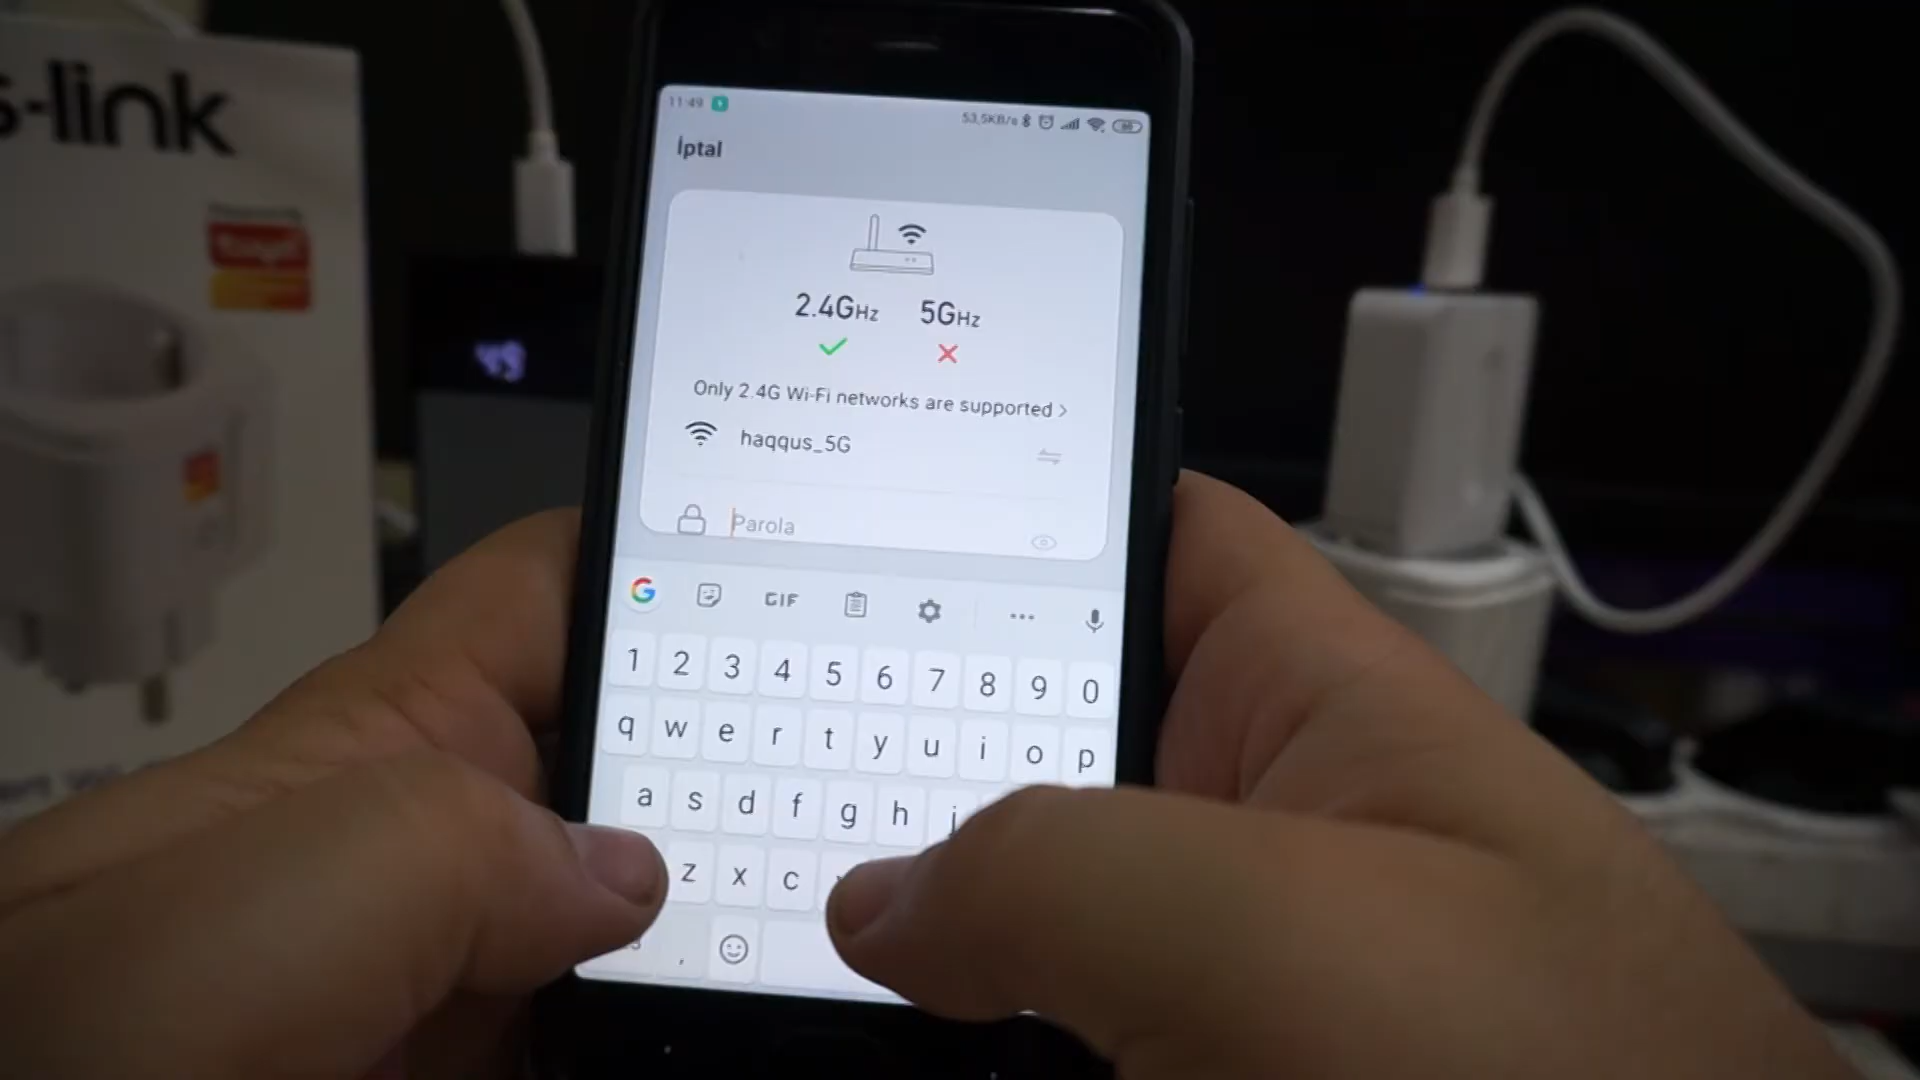 s-link
11:49
53,5KB/s
İptal
2.4GHz 5GHz
Only 2.4G Wi-Fi networks are supported >
haqqus_5G
Parola
G GIF ...
1 2 3 4 5 6 7 8 9 0
q w e r t y u i o p
a s d f g h j
z x c
,
49